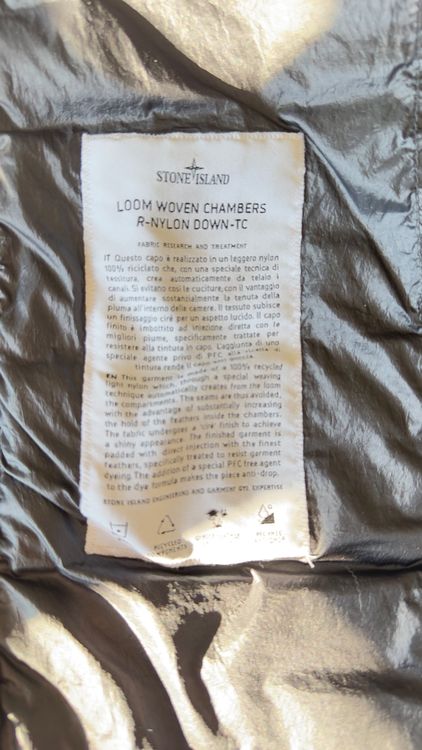 STONE ISLAND
LOOM WOVEN CHAMBERS
R-NYLON DOWN-TC
FABRIC RESEARCH AND TREATMENT
IT Questo capo è realizzato in un leggero nylon
100% riciclato che, con una speciale tecnica di
tessitura, crea automaticamente da telaio i
canali. Si evitano così le cuciture, con il vantaggio
di aumentare sostanzialmente la tenuta della
piuma all'interno delle camere. Il tessuto subisce
un finissaggio ciré per un aspetto lucido. Il capo
finito è imbottito ad iniezione diretta con le
migliori piume, specificamente trattate per
resistere alla tintura in capo. L'aggiunta di uno
speciale agente privo di PFC alla ricetta di
tintura rende il capo anti goccia.
EN This garment is made of a 100% recycled
light nylon which, through a special weaving
technique automatically creates from the loom
the compartments. The seams are thus avoided,
with the advantage of substantially increasing
the hold of the feathers inside the chambers.
The fabric undergoes a 'cire' finish to achieve
a shiny appearance. The finished garment is
padded with direct injection with the finest
feathers, specifically treated to resist garment
dyeing. The addition of a special PFC free agent
to the dye formula makes the piece anti-drop.
STONE ISLAND ENGINEERING AND GARMENT DYE EXPERTISE
RECYCLED